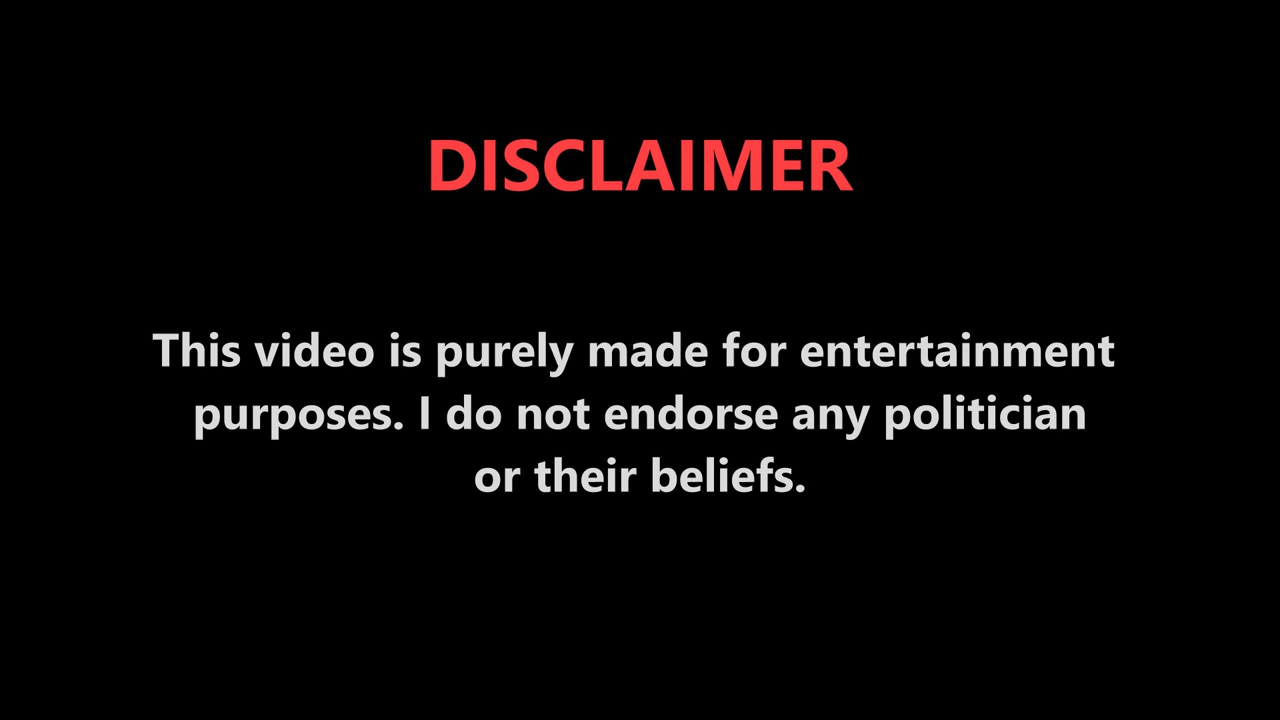 DISCLAIMER
This video is purely made for entertainment
purposes. I do not endorse any politician
or their beliefs.